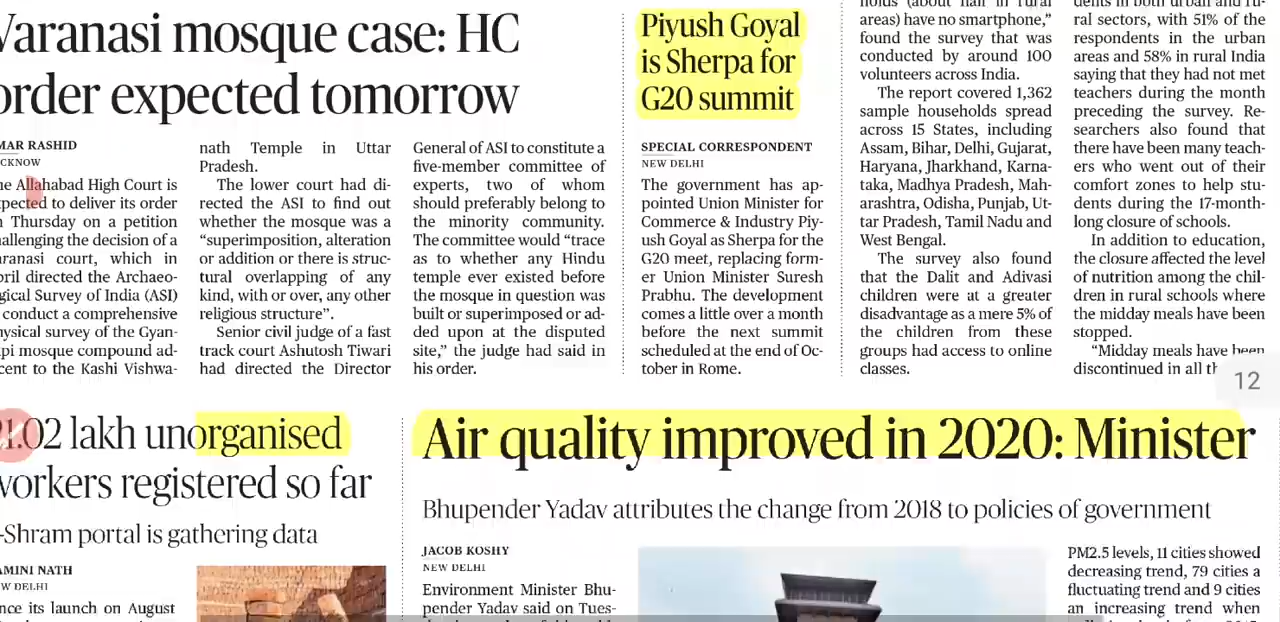 Varanasi mosque case: HC
order expected tomorrow
MAR RASHID
CKNOW
he Allahabad High Court is
pected to deliver its order
n Thursday on a petition
hallenging the decision of a
aranasi court, which in
pril directed the Archaeo-
gical Survey of India (ASI)
conduct a comprehensive
hysical survey of the Gyan-
pi mosque compound ad-
cent to the Kashi Vishwa-
nath Temple in Uttar
Pradesh.
The lower court had di-
rected the ASI to find out
whether the mosque was a
“superimposition, alteration
or addition or there is struc-
tural overlapping of any
kind, with or over, any other
religious structure”.
Senior civil judge of a fast
track court Ashutosh Tiwari
had directed the Director
General of ASI to constitute a
five-member committee of
experts, two of whom
should preferably belong to
the minority community.
The committee would “trace
as to whether any Hindu
temple ever existed before
the mosque in question was
built or superimposed or ad-
ded upon at the disputed
site,” the judge had said in
his order.
Piyush Goyal
is Sherpa for
G20 summit
SPECIAL CORRESPONDENT
NEW DELHI
The government has ap-
pointed Union Minister for
Commerce & Industry Piy-
ush Goyal as Sherpa for the
G20 meet, replacing form-
er Union Minister Suresh
Prabhu. The development
comes a little over a month
before the next summit
scheduled at the end of Oc-
tober in Rome.
holds (about half in rural
areas) have no smartphone,”
found the survey that was
conducted by around 100
volunteers across India.
The report covered 1,362
sample households spread
across 15 States, including
Assam, Bihar, Delhi, Gujarat,
Haryana, Jharkhand, Karna-
taka, Madhya Pradesh, Mah-
arashtra, Odisha, Punjab, Ut-
tar Pradesh, Tamil Nadu and
West Bengal.
The survey also found
that the Dalit and Adivasi
children were at a greater
disadvantage as a mere 5% of
the children from these
groups had access to online
classes.
dents in both urban and ru-
ral sectors, with 51% of the
respondents in the urban
areas and 58% in rural India
saying that they had not met
teachers during the month
preceding the survey. Re-
searchers also found that
there have been many teach-
ers who went out of their
comfort zones to help stu-
dents during the 17-month-
long closure of schools.
In addition to education,
the closure affected the level
of nutrition among the chil-
dren in rural schools where
the midday meals have been
stopped.
“Midday meals have been
discontinued in all th
12
21.02 lakh unorganised
workers registered so far
-Shram portal is gathering data
AMINI NATH
EW DELHI
nce its launch on August
Air quality improved in 2020: Minister
Bhupender Yadav attributes the change from 2018 to policies of government
JACOB KOSHY
NEW DELHI
Environment Minister Bhu-
pender Yadav said on Tues-
PM2.5 levels, 11 cities showed
decreasing trend, 79 cities a
fluctuating trend and 9 cities
an increasing trend when